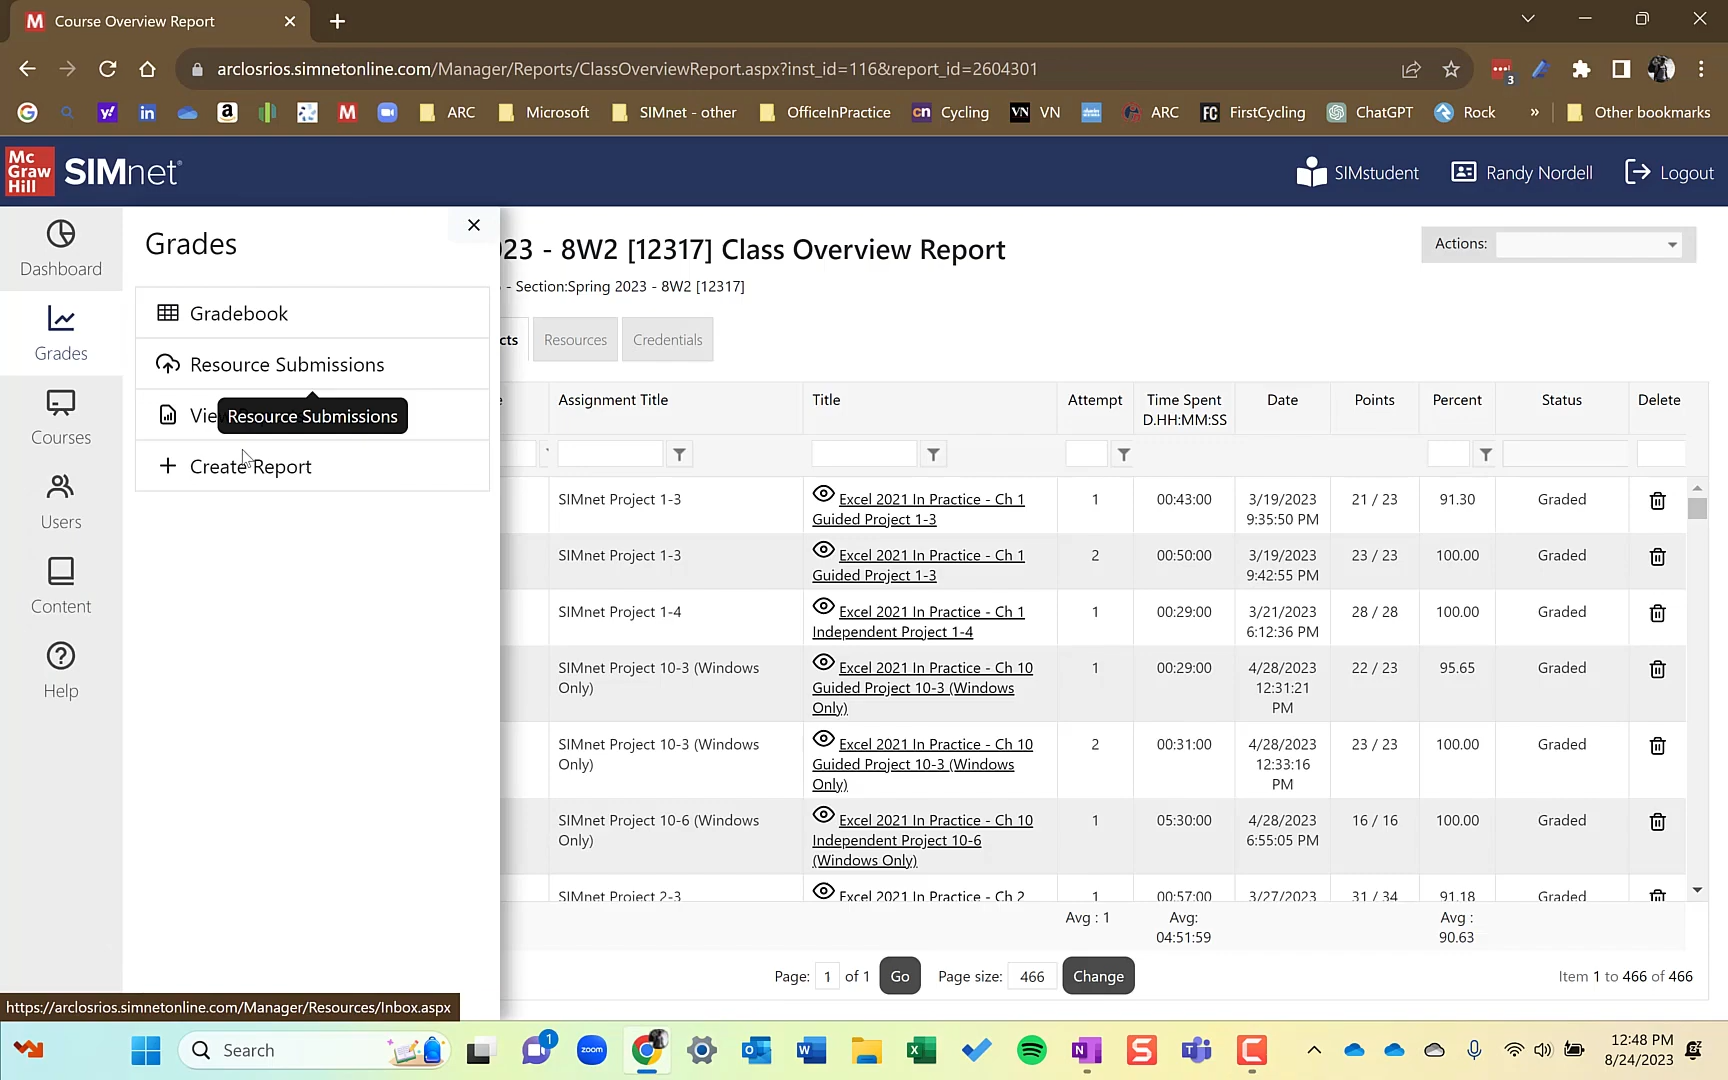 M Course Overview Report
arclosrios.simnetonline.com/Manager/Reports/ClassOverviewReport.aspx?inst_id=116&report_id=2604301
3
G
y!
in
a
M
ARC
Microsoft
SIMnet - other
OfficeInPractice
cn Cycling
VN VN
ARC
FC FirstCycling
ChatGPT
Rock
»
Other bookmarks
Mc
Graw
Hill
SIMnet®
SIMstudent
Randy Nordell
Logout
Dashboard
Grades
Courses
Users
Content
Help
Grades
Gradebook
Resource Submissions
Vie
Resource Submissions
Create Report
023 - 8W2 [12317] Class Overview Report
- Section:Spring 2023 - 8W2 [12317]
Actions:
cts
Resources
Credentials
e
Assignment Title
Title
Attempt
Time Spent
D.HH:MM:SS
Date
Points
Percent
Status
Delete
SIMnet Project 1-3
Excel 2021 In Practice - Ch 1
Guided Project 1-3
1
00:43:00
3/19/2023
9:35:50 PM
21 / 23
91.30
Graded
SIMnet Project 1-3
Excel 2021 In Practice - Ch 1
Guided Project 1-3
2
00:50:00
3/19/2023
9:42:55 PM
23 / 23
100.00
Graded
SIMnet Project 1-4
Excel 2021 In Practice - Ch 1
Independent Project 1-4
1
00:29:00
3/21/2023
6:12:36 PM
28 / 28
100.00
Graded
SIMnet Project 10-3 (Windows
Only)
Excel 2021 In Practice - Ch 10
Guided Project 10-3 (Windows
Only)
1
00:29:00
4/28/2023
12:31:21
PM
22 / 23
95.65
Graded
SIMnet Project 10-3 (Windows
Only)
Excel 2021 In Practice - Ch 10
Guided Project 10-3 (Windows
Only)
2
00:31:00
4/28/2023
12:33:16
PM
23 / 23
100.00
Graded
SIMnet Project 10-6 (Windows
Only)
Excel 2021 In Practice - Ch 10
Independent Project 10-6
(Windows Only)
1
05:30:00
4/28/2023
6:55:05 PM
16 / 16
100.00
Graded
SIMnet Project 2-3
Excel 2021 In Practice - Ch 2
1
00:57:00
3/27/2023
31 / 34
91.18
Graded
Avg : 1
Avg:
04:51:59
Avg :
90.63
Page: 1 of 1 Go
Page size: 466 Change
Item 1 to 466 of 466
https://arclosrios.simnetonline.com/Manager/Resources/Inbox.aspx
Search
1
zoom
12:48 PM
8/24/2023